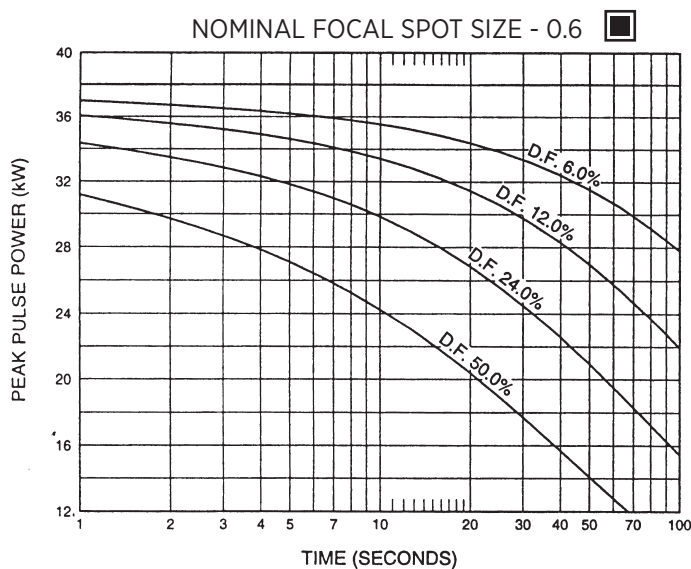 NOMINAL FOCAL SPOT SIZE - 0.6
40
36
32
28
24
20
16
12
PEAK PULSE POWER (kW)
D.F. 6.0%
D.F. 12.0%
D.F. 24.0%
D.F. 50.0%
1 2 3 4 5 7 10 20 30 40 50 70 100
TIME (SECONDS)